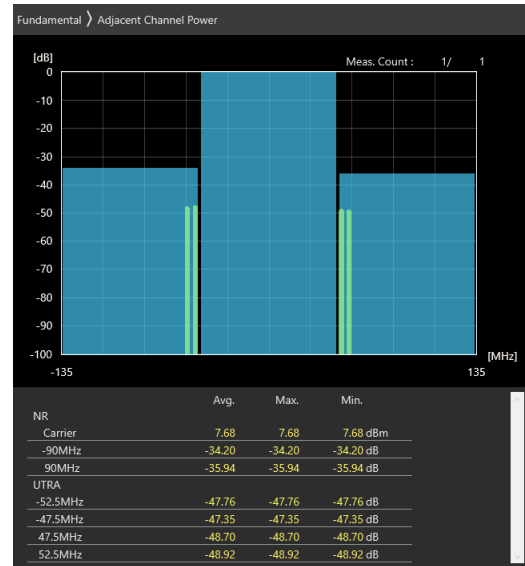 Fundamental 〉 Adjacent Channel Power
[dB]
Meas. Count : 1/ 1
0
-10
-20
-30
-40
-50
-60
-70
-80
-90
-100
[MHz]
-135 135
Avg. Max. Min.
NR
Carrier 7.68 7.68 7.68 dBm
-90MHz -34.20 -34.20 -34.20 dB
90MHz -35.94 -35.94 -35.94 dB
UTRA
-52.5MHz -47.76 -47.76 -47.76 dB
-47.5MHz -47.35 -47.35 -47.35 dB
47.5MHz -48.70 -48.70 -48.70 dB
52.5MHz -48.92 -48.92 -48.92 dB